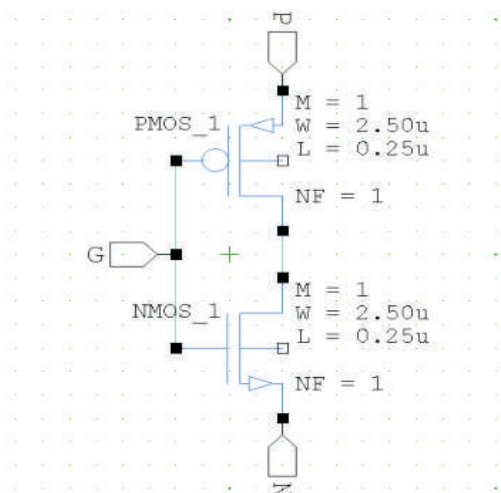 P
M = 1
PMOS_1
W = 2.50u
L = 0.25u
NF = 1
G
M = 1
NMOS_1
W = 2.50u
L = 0.25u
NF = 1
N